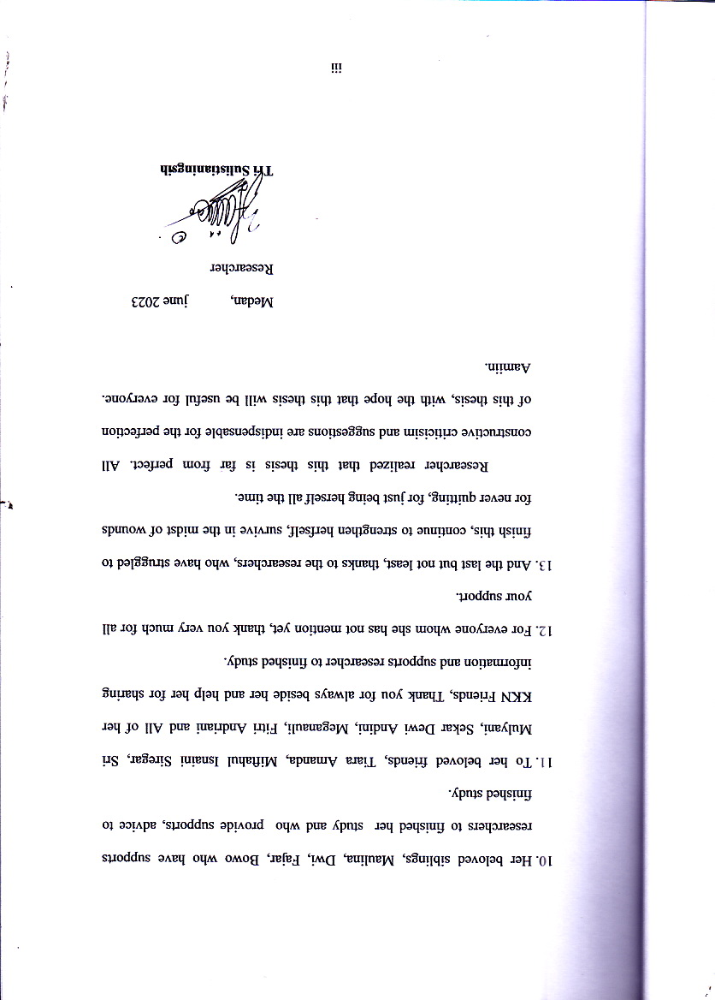 10. Her beloved siblings, Maulina, Dwi, Fajar, Bowo who have supports
researchers to finished her study and who provide supports, advice to
finished study.
11. To her beloved friends, Tiara Amanda, Miftahul Isnaini Siregar, Sri
Mulyani, Sekar Dewi Andini, Meganauli, Fitri Andriani and All of her
KKN Friends, Thank you for always beside her and help her for sharing
information and supports researcher to finished study.
12. For everyone whom she has not mention yet, thank you very much for all
your support.
13. And the last but not least, thanks to the researchers, who have struggled to
finish this, continue to strengthen herfself, survive in the midst of wounds
for never quitting, for just being herself all the time.
Researcher realized that this thesis is far from perfect. All
constructive criticisim and suggestions are indispensable for the perfection
of this thesis, with the hope that this thesis will be useful for everyone.
Aamiin.
Medan, june 2023
Researcher
Tri Sulistianingsih
iii